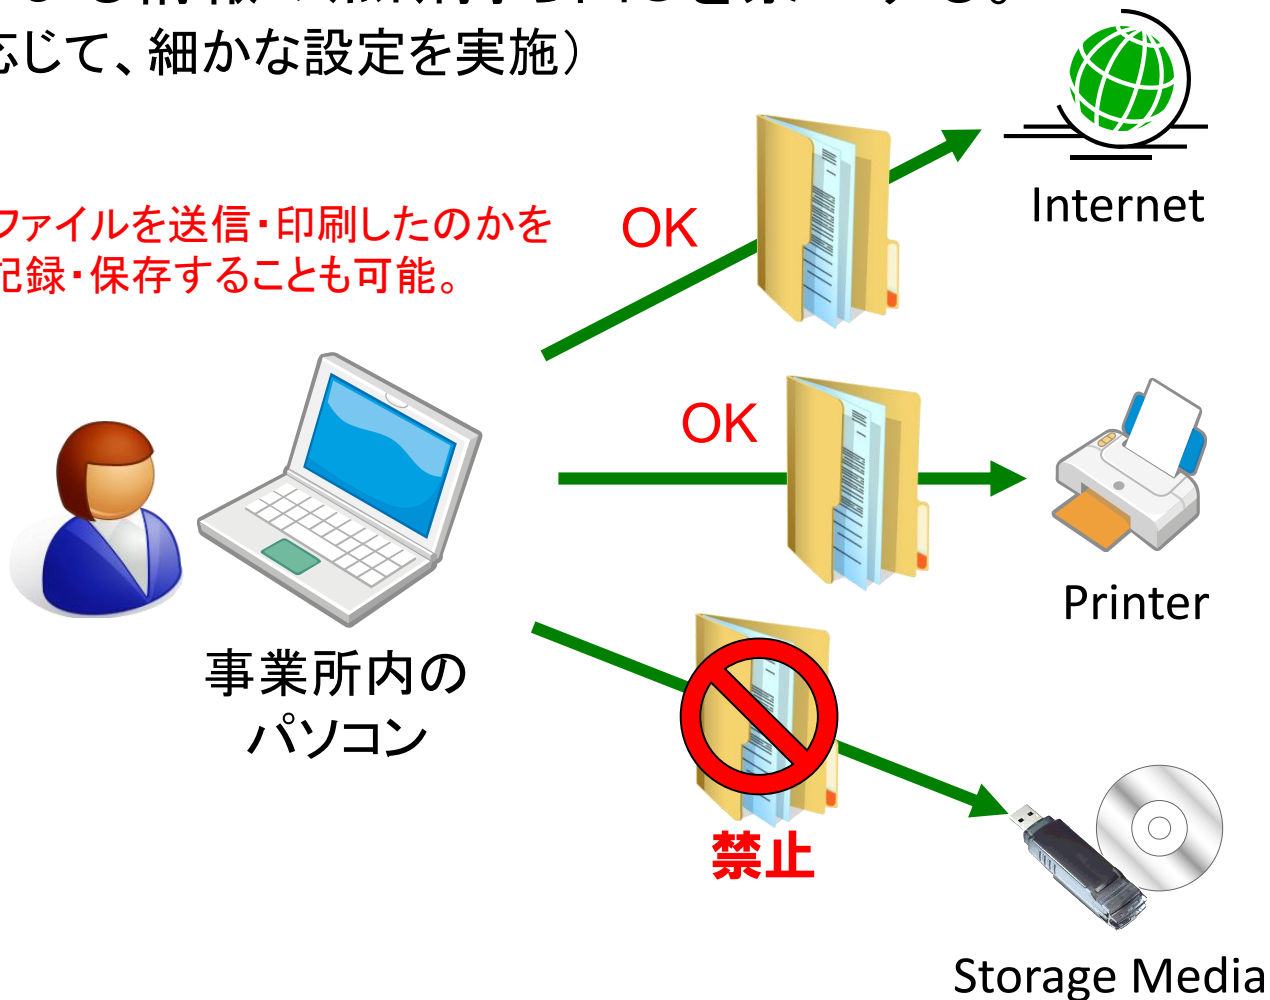 応じて、細かな設定を実施）
ファイルを送信・印刷したのかを
記録・保存することも可能。
OK
Internet
OK
Printer
事業所内の
パソコン
禁止
Storage Media